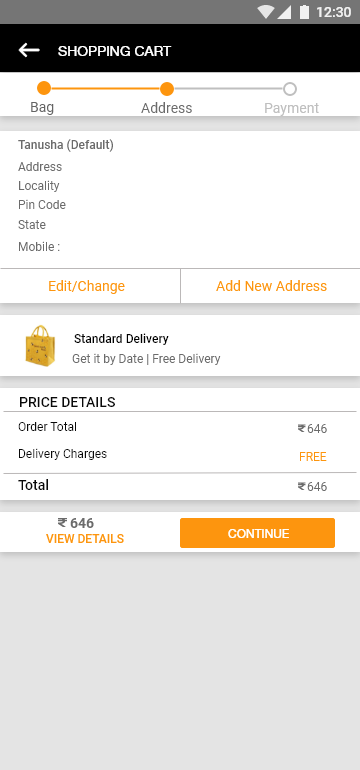 12:30
SHOPPING CART
Bag Address Payment
Tanusha (Default)
Address
Locality
Pin Code
State
Mobile :
Edit/Change Add New Address
Standard Delivery
Get it by Date | Free Delivery
PRICE DETAILS
Order Total ₹646
Delivery Charges FREE
Total ₹646
₹ 646
VIEW DETAILS
CONTINUE